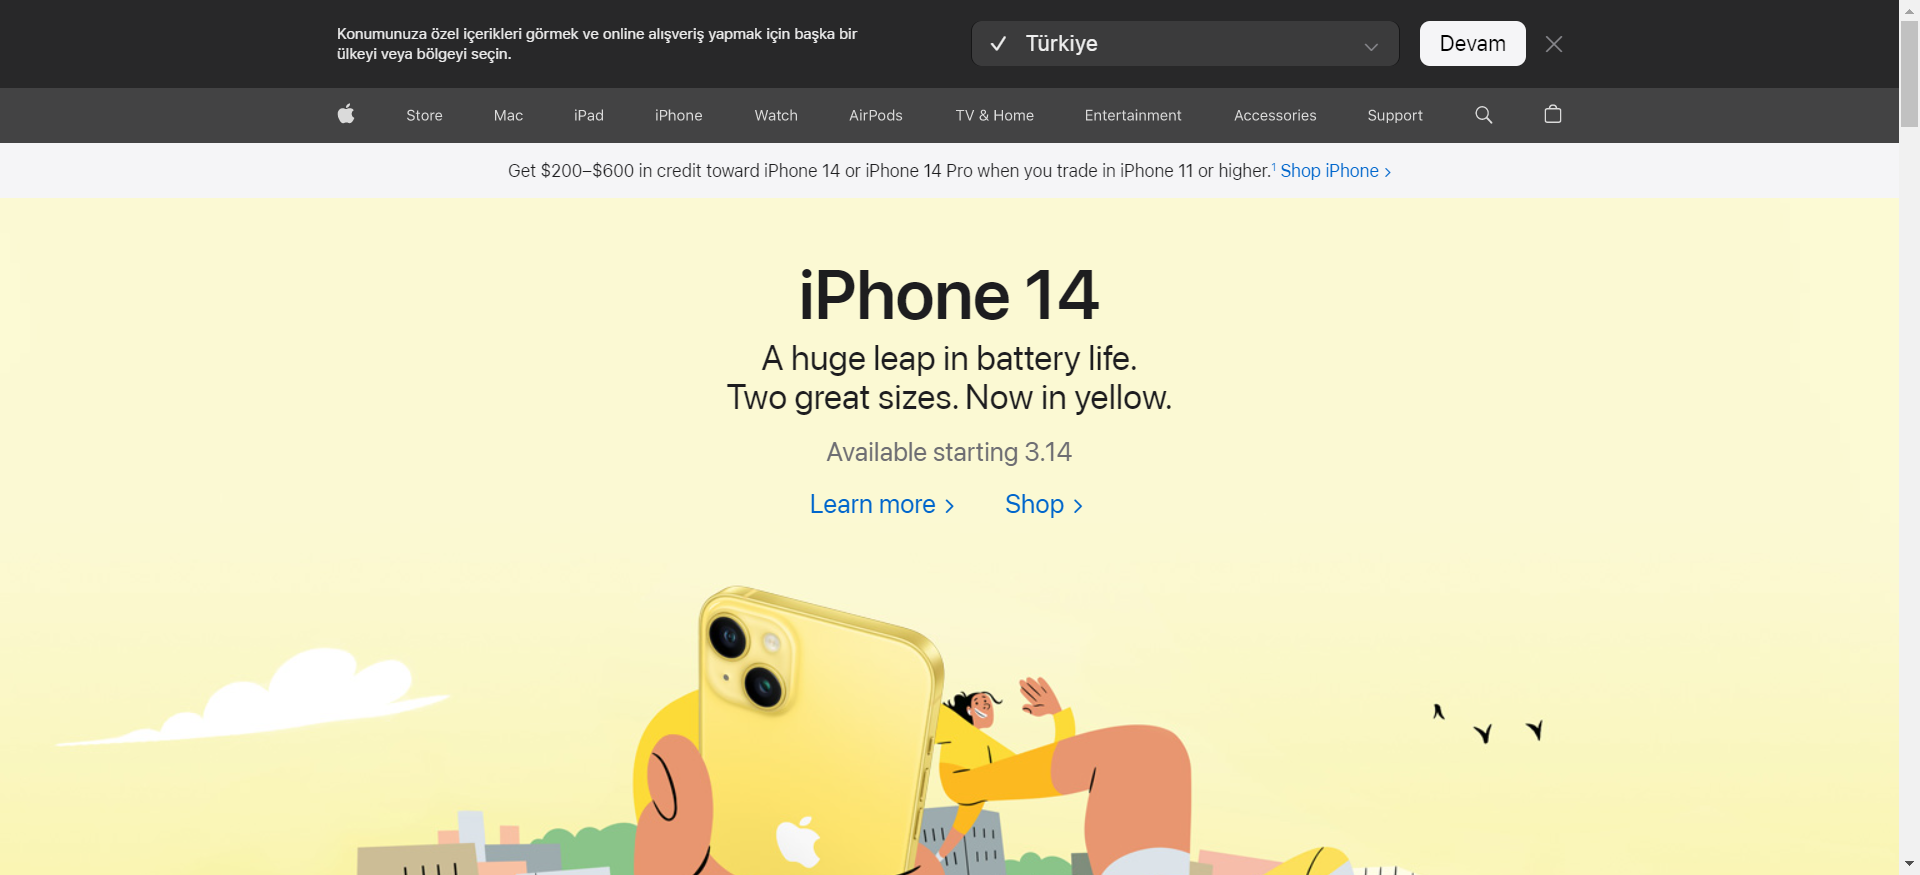 Konumunuza özel içerikleri görmek ve online alışveriş yapmak için başka bir
ülkeyi veya bölgeyi seçin.
Türkiye
Devam
Store Mac iPad iPhone Watch AirPods TV & Home Entertainment Accessories Support
Get $200–$600 in credit toward iPhone 14 or iPhone 14 Pro when you trade in iPhone 11 or higher.¹ Shop iPhone >
iPhone 14
A huge leap in battery life.
Two great sizes. Now in yellow.
Available starting 3.14
Learn more > Shop >